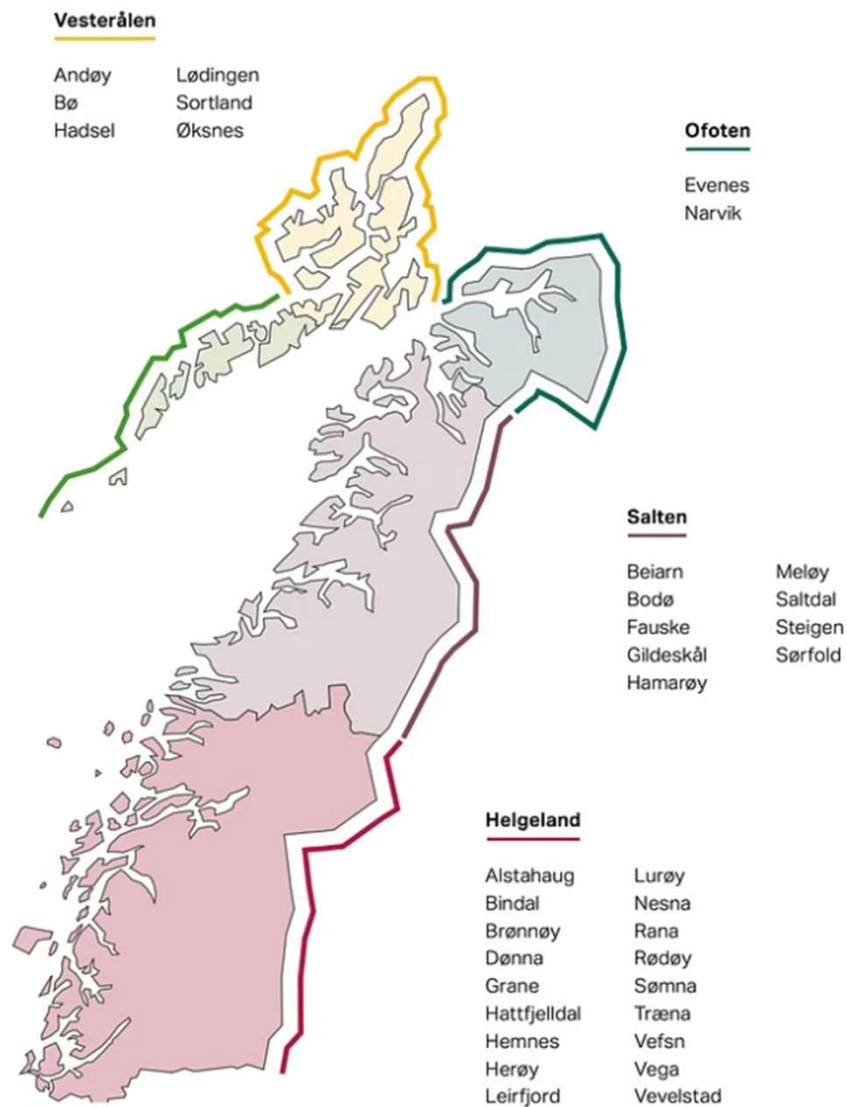 Vesterålen
Andøy Lødingen
Bø Sortland
Hadsel Øksnes
Ofoten
Evenes
Narvik
Salten
Beiarn Meløy
Bodø Saltdal
Fauske Steigen
Gildeskål Sørfold
Hamarøy
Helgeland
Alstahaug Lurøy
Bindal Nesna
Brønnøy Rana
Dønna Rødøy
Grane Sømna
Hattfjelldal Træna
Hemnes Vefsn
Herøy Vega
Leirfjord Vevelstad